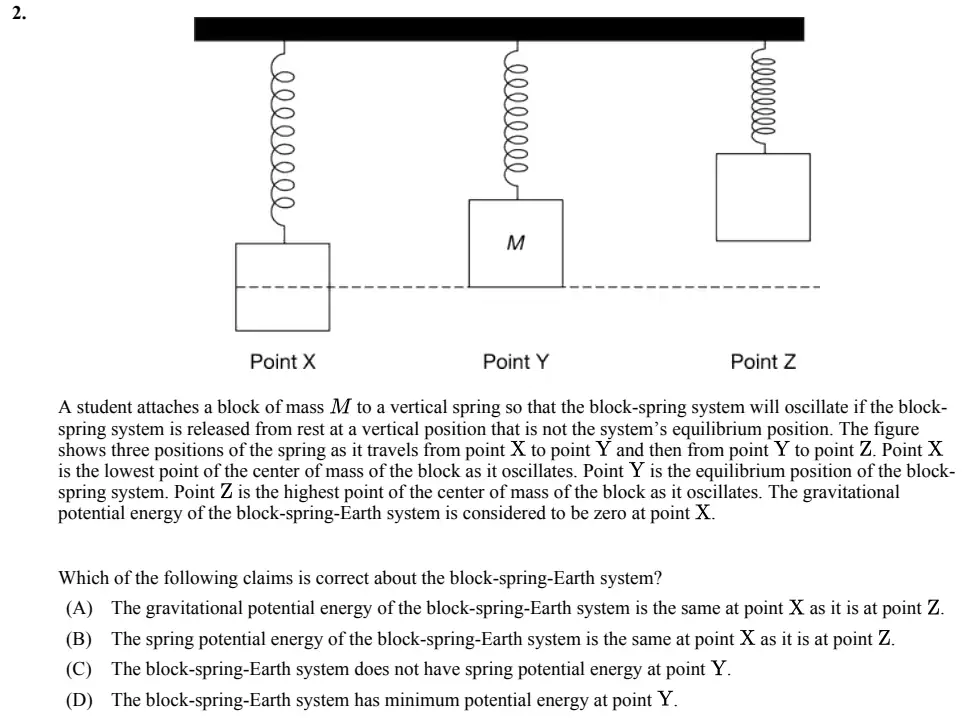 2.
M
Point X
Point Y
Point Z
A student attaches a block of mass M to a vertical spring so that the block-
spring system will oscillate if the block-
spring system is released from rest at a vertical position that is not the system's equilibrium position. The figure
shows three positions of the spring as it travels from point X to point Y and then from point Y to point Z. Point X
is the lowest point of the center of mass of the block as it oscillates. Point Y is the equilibrium position of the block-
spring system. Point Z is the highest point of the center of mass of the block as it oscillates. The gravitational
potential energy of the block-spring-Earth system is considered to be zero at point X.
Which of the following claims is correct about the block-spring-Earth system?
(A) The gravitational potential energy of the block-spring-Earth system is the same at point X as it is at point Z.
(B) The spring potential energy of the block-spring-Earth system is the same at point X as it is at point Z.
(C) The block-spring-Earth system does not have spring potential energy at point Y.
(D) The block-spring-Earth system has minimum potential energy at point Y.